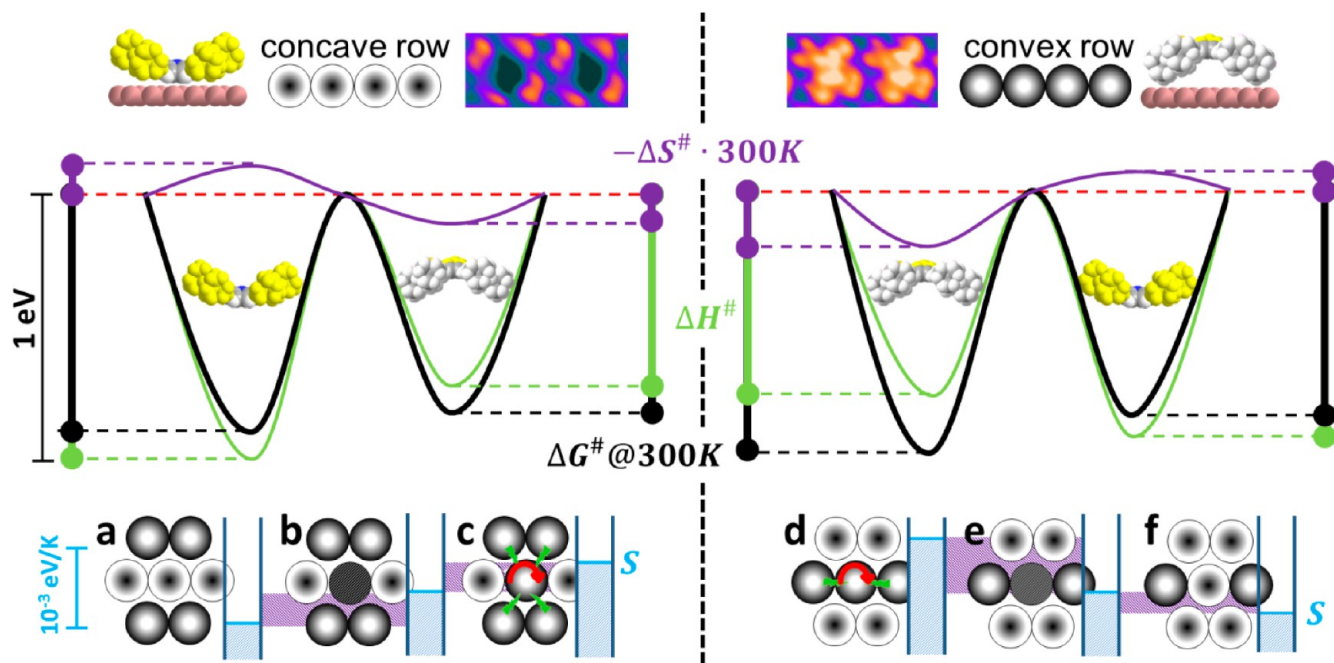 concave row
convex row
−ΔS# · 300K
1 eV
ΔH#
ΔG#@300K
a
b
c
d
e
f
10-3 eV/K
S
S